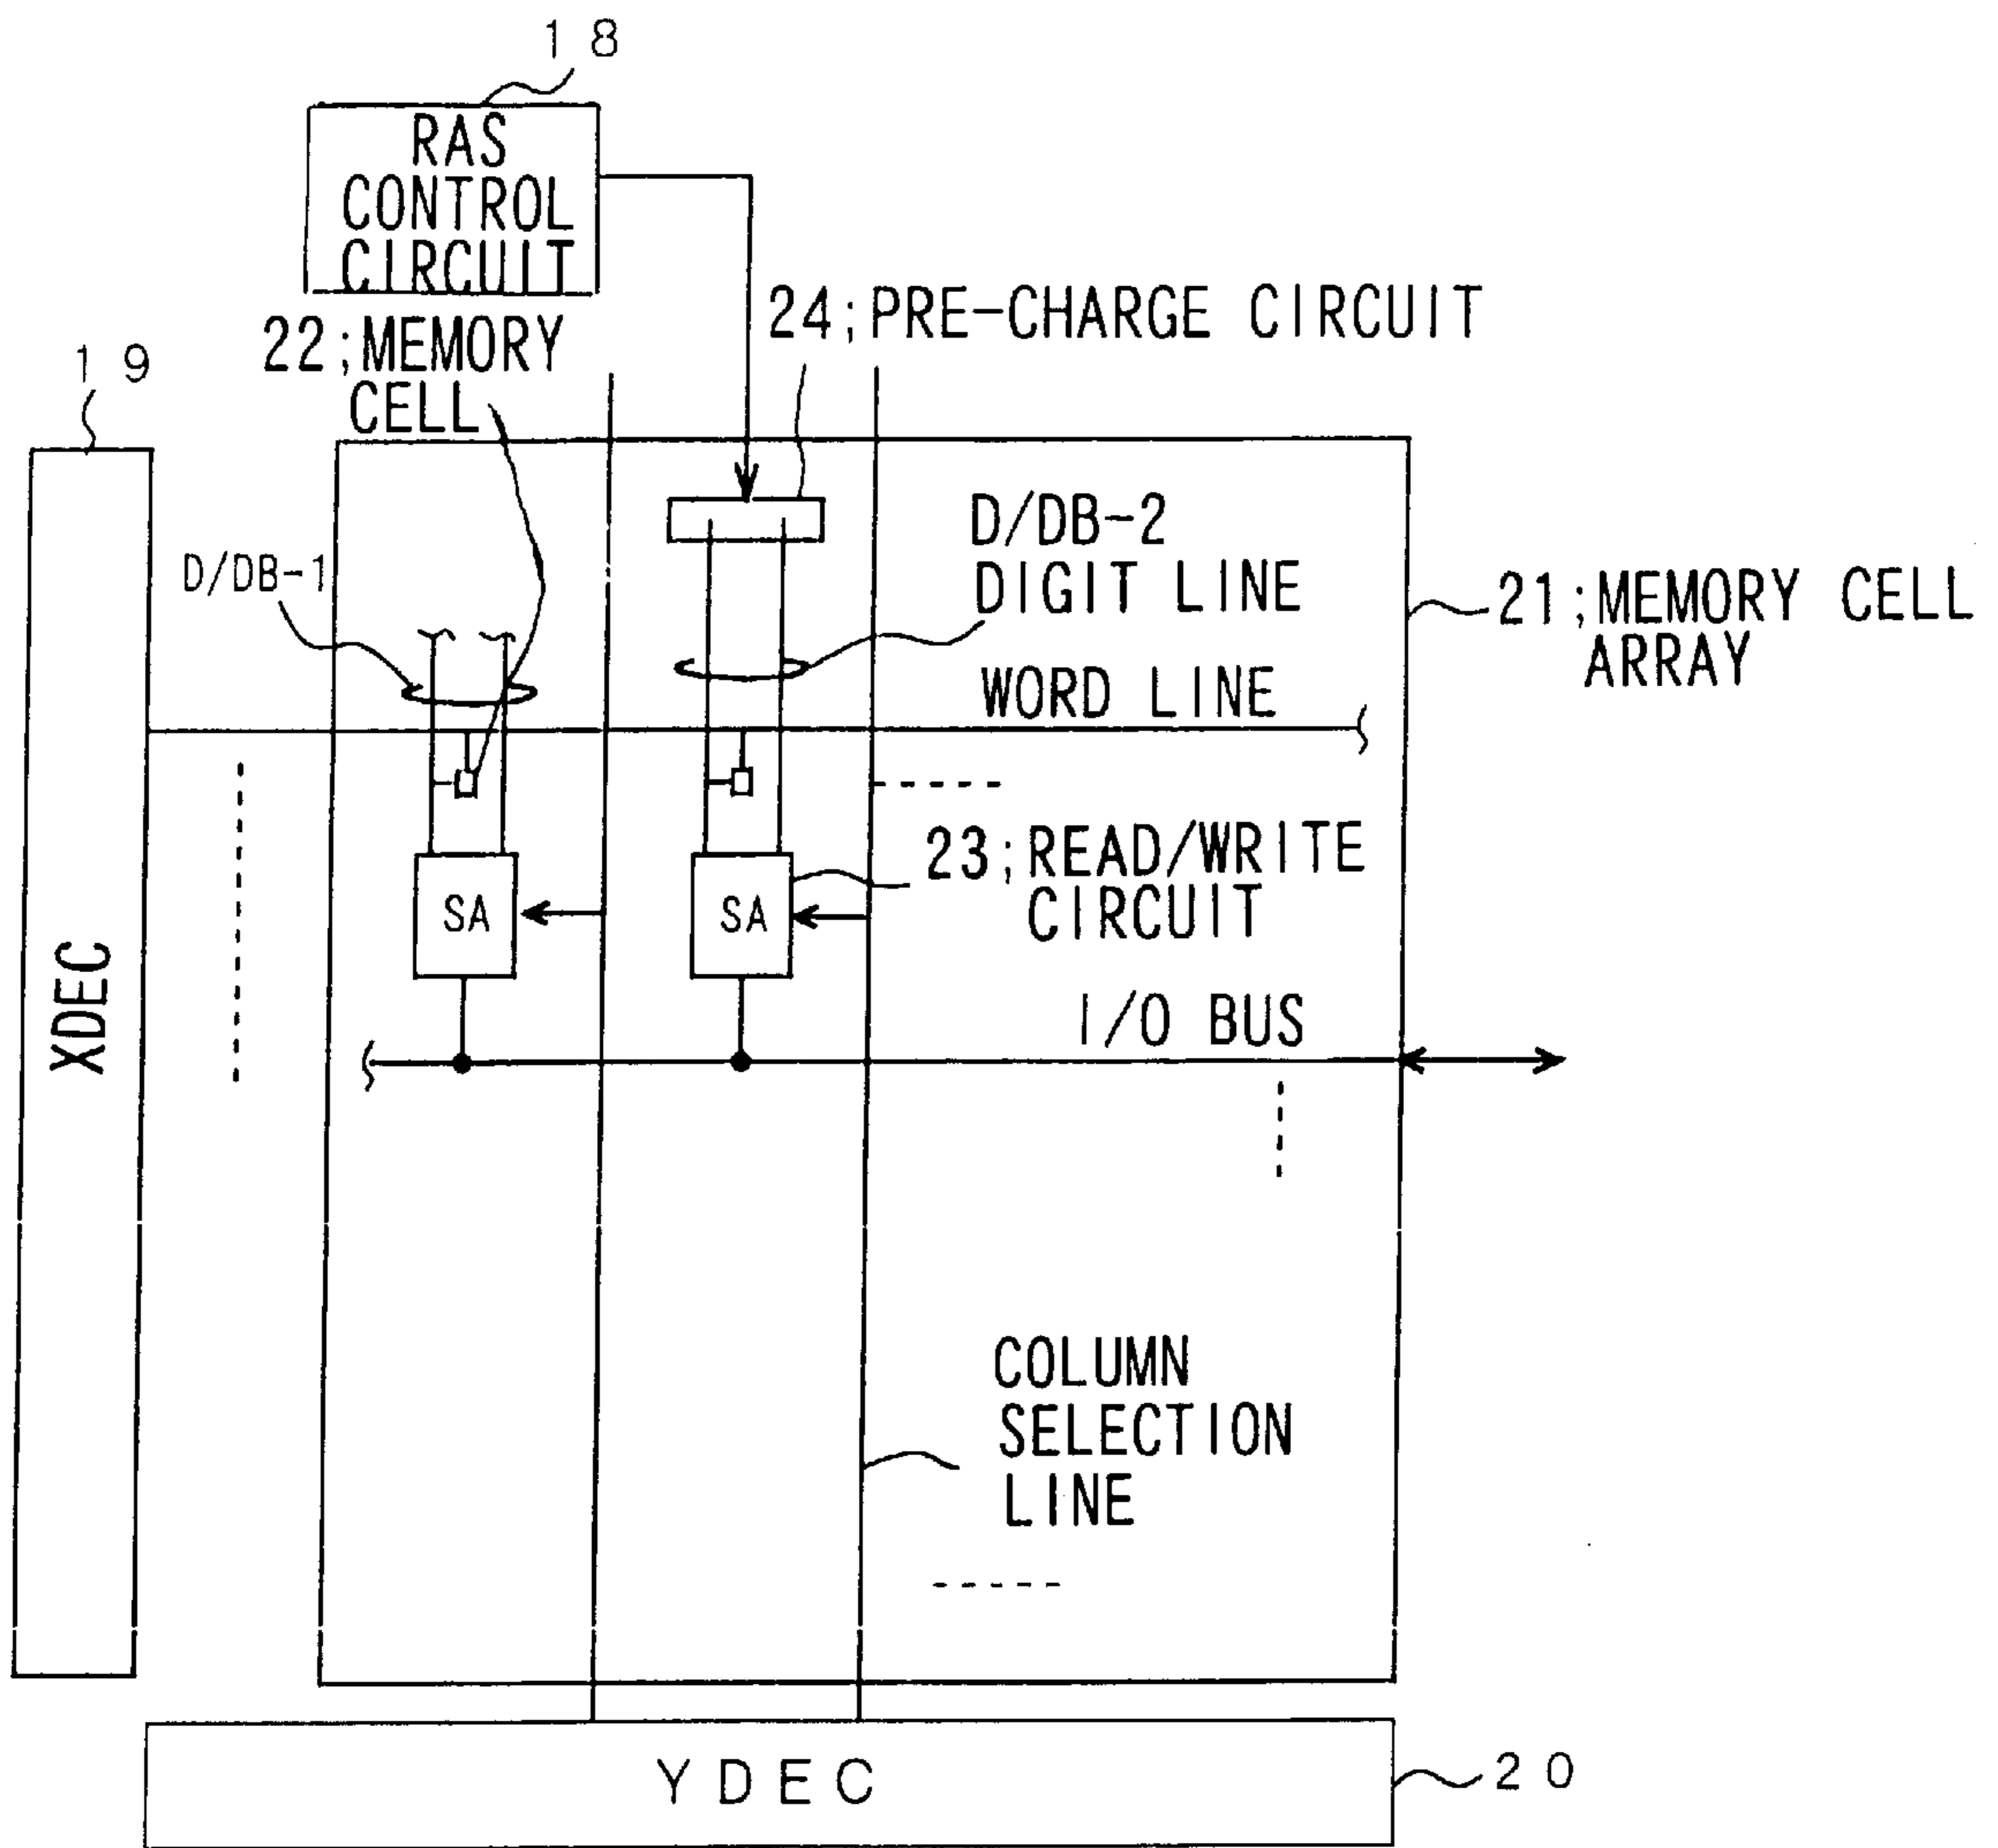 18
RAS
CONTROL
CIRCUIT
24;PRE-CHARGE CIRCUIT
22;MEMORY
CELL
19
D/DB-2
DIGIT LINE
D/DB-1
21;MEMORY CELL
ARRAY
WORD LINE
23;READ/WRITE
CIRCUIT
SA
SA
XDEC
I/O BUS
COLUMN
SELECTION
LINE
YDEC
20